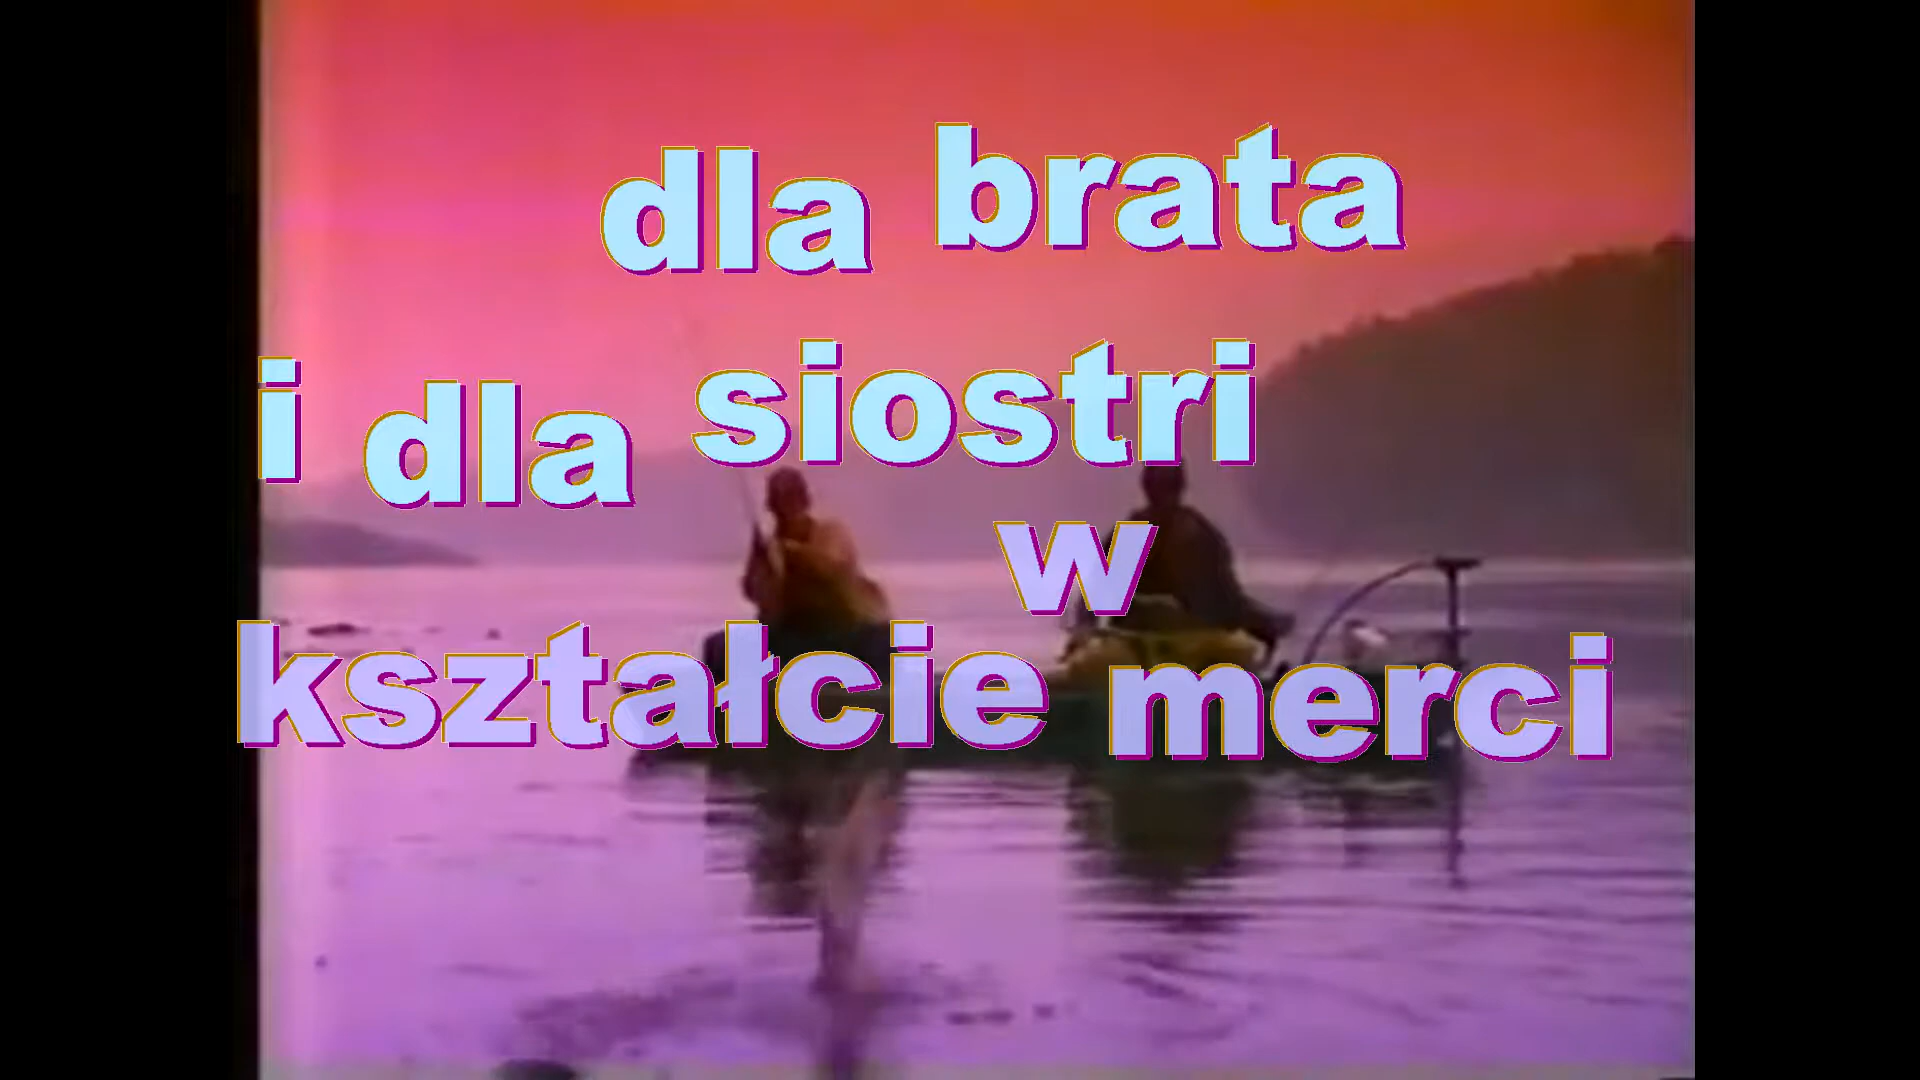 dla brata
i dla siostri
w
kształcie merci